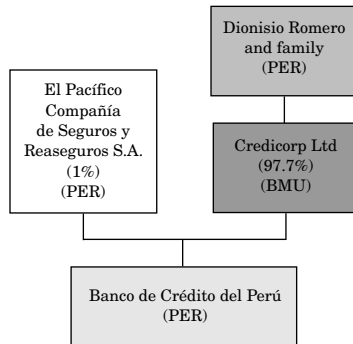 Dionisio Romero
and family
(PER)
El Pacífico
Compañía
de Seguros y
Reaseguros S.A.
(1%)
(PER)
Credicorp Ltd
(97.7%)
(BMU)
Banco de Crédito del Perú
(PER)